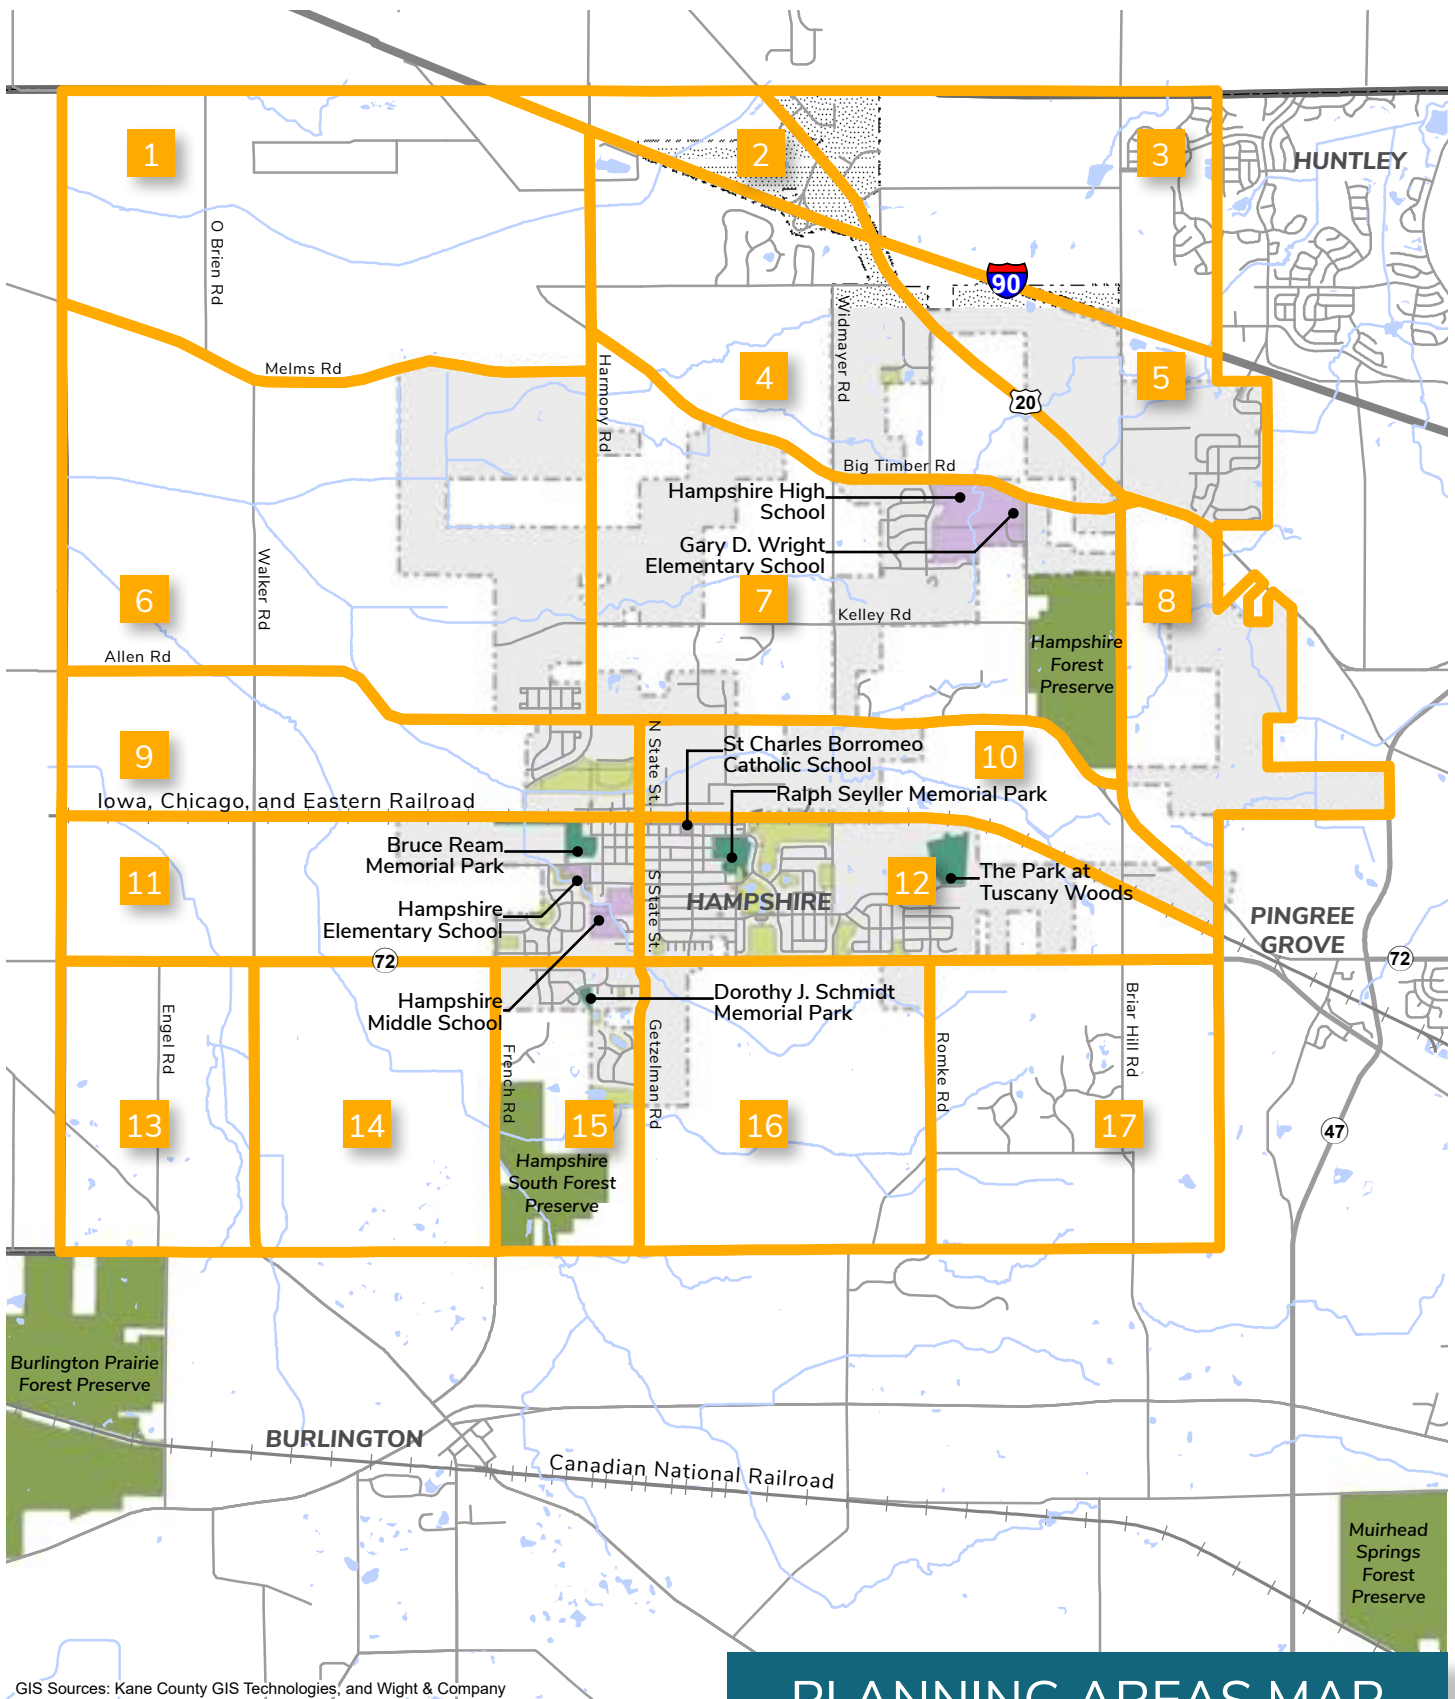 1
2
3
HUNTLEY
O Brien Rd
90
Widmayer Rd
Melms Rd
Harmony Rd
4
5
20
Big Timber Rd
Hampshire High
School
Gary D. Wright
Elementary School
Walker Rd
6
7
8
Kelley Rd
Hampshire
Forest
Preserve
Allen Rd
N State St.
9
St Charles Borromeo
Catholic School
10
Ralph Seyller Memorial Park
Iowa, Chicago, and Eastern Railroad
Bruce Ream
Memorial Park
11
12
The Park at
Tuscany Woods
S State St.
HAMPSHIRE
Hampshire
Elementary School
PINGREE
GROVE
72
72
Hampshire
Middle School
Dorothy J. Schmidt
Memorial Park
Engel Rd
French Rd
Getzelman Rd
Romke Rd
Briar Hill Rd
13
14
15
16
17
47
Hampshire
South Forest
Preserve
Burlington Prairie
Forest Preserve
BURLINGTON
Canadian National Railroad
Muirhead
Springs
Forest
Preserve
GIS Sources: Kane County GIS Technologies, and Wight & Company
PLANNING AREAS MAP